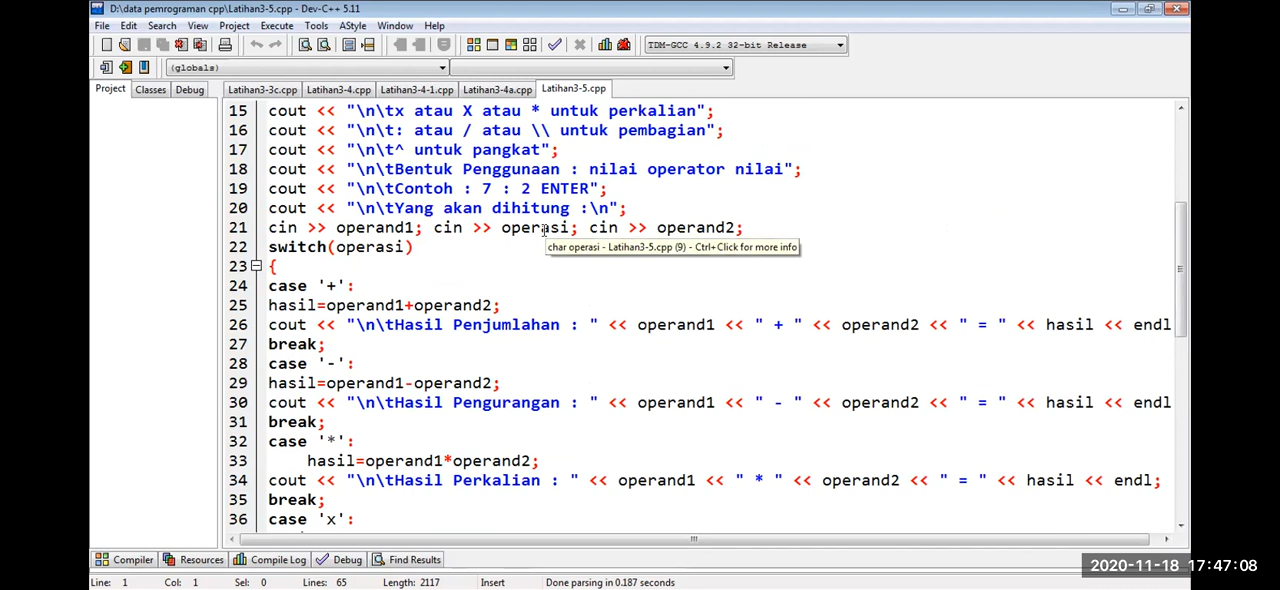 D:\data pemrograman cpp\Latihan3-5.cpp - Dev-C++ 5.11
File Edit Search View Project Execute Tools AStyle Window Help
TDM-GCC 4.9.2 32-bit Release
(globals)
Project Classes Debug Latihan3-3c.cpp Latihan3-4.cpp Latihan3-4-1.cpp Latihan3-4a.cpp Latihan3-5.cpp
15 cout << "\n\tx atau X atau * untuk perkalian";
16 cout << "\n\t: atau / atau \\ untuk pembagian";
17 cout << "\n\t^ untuk pangkat";
18 cout << "\n\tBentuk Penggunaan : nilai operator nilai";
19 cout << "\n\tContoh : 7 : 2 ENTER";
20 cout << "\n\tYang akan dihitung :\n";
21 cin >> operand1; cin >> operasi; cin >> operand2;
22 switch(operasi)
char operasi - Latihan3-5.cpp (9) - Ctrl+Click for more info
23 {
24 case '+':
25 hasil=operand1+operand2;
26 cout << "\n\tHasil Penjumlahan : " << operand1 << " + " << operand2 << " = " << hasil << endl
27 break;
28 case '-':
29 hasil=operand1-operand2;
30 cout << "\n\tHasil Pengurangan : " << operand1 << " - " << operand2 << " = " << hasil << endl
31 break;
32 case '*':
33 hasil=operand1*operand2;
34 cout << "\n\tHasil Perkalian : " << operand1 << " * " << operand2 << " = " << hasil << endl;
35 break;
36 case 'x':
Compiler Resources Compile Log Debug Find Results
2020-11-18 17:47:08
Line: 1 Col: 1 Sel: 0 Lines: 65 Length: 2117 Insert Done parsing in 0.187 seconds